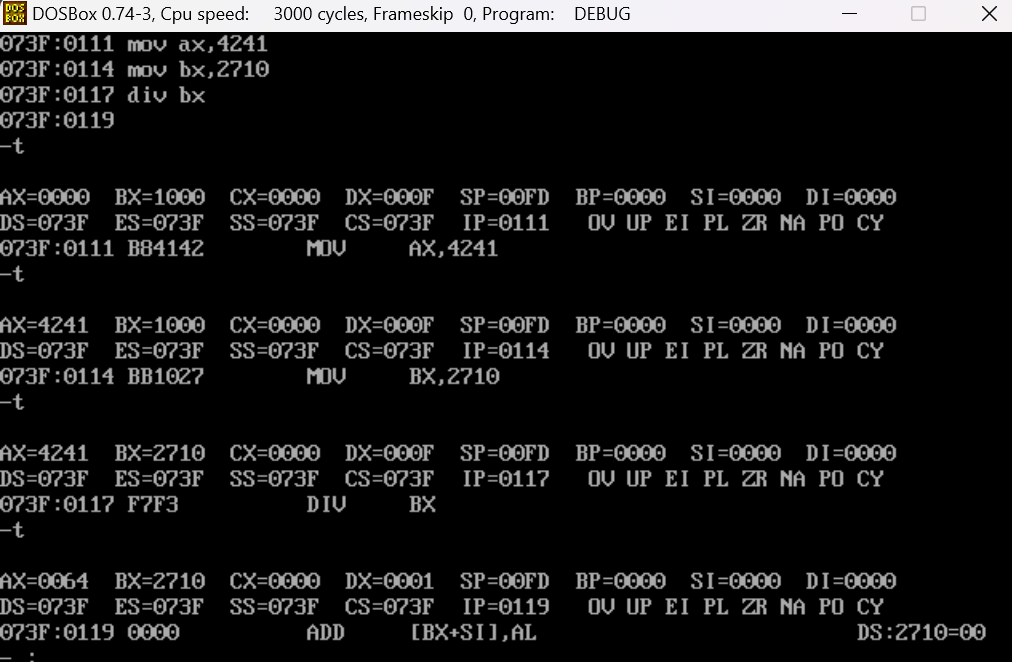 DOSBox 0.74-3, Cpu speed: 3000 cycles, Frameskip 0, Program: DEBUG
073F:0111 mov ax,4241
073F:0114 mov bx,2710
073F:0117 div bx
073F:0119
-t
AX=0000 BX=1000 CX=0000 DX=000F SP=00FD BP=0000 SI=0000 DI=0000
DS=073F ES=073F SS=073F CS=073F IP=0111 OV UP EI PL ZR NA PO CY
073F:0111 B84142 MOV AX,4241
-t
AX=4241 BX=1000 CX=0000 DX=000F SP=00FD BP=0000 SI=0000 DI=0000
DS=073F ES=073F SS=073F CS=073F IP=0114 OV UP EI PL ZR NA PO CY
073F:0114 BB1027 MOV BX,2710
-t
AX=4241 BX=2710 CX=0000 DX=000F SP=00FD BP=0000 SI=0000 DI=0000
DS=073F ES=073F SS=073F CS=073F IP=0117 OV UP EI PL ZR NA PO CY
073F:0117 F7F3 DIV BX
-t
AX=0064 BX=2710 CX=0000 DX=0001 SP=00FD BP=0000 SI=0000 DI=0000
DS=073F ES=073F SS=073F CS=073F IP=0119 OV UP EI PL ZR NA PO CY
073F:0119 0000 ADD [BX+SI],AL DS:2710=00